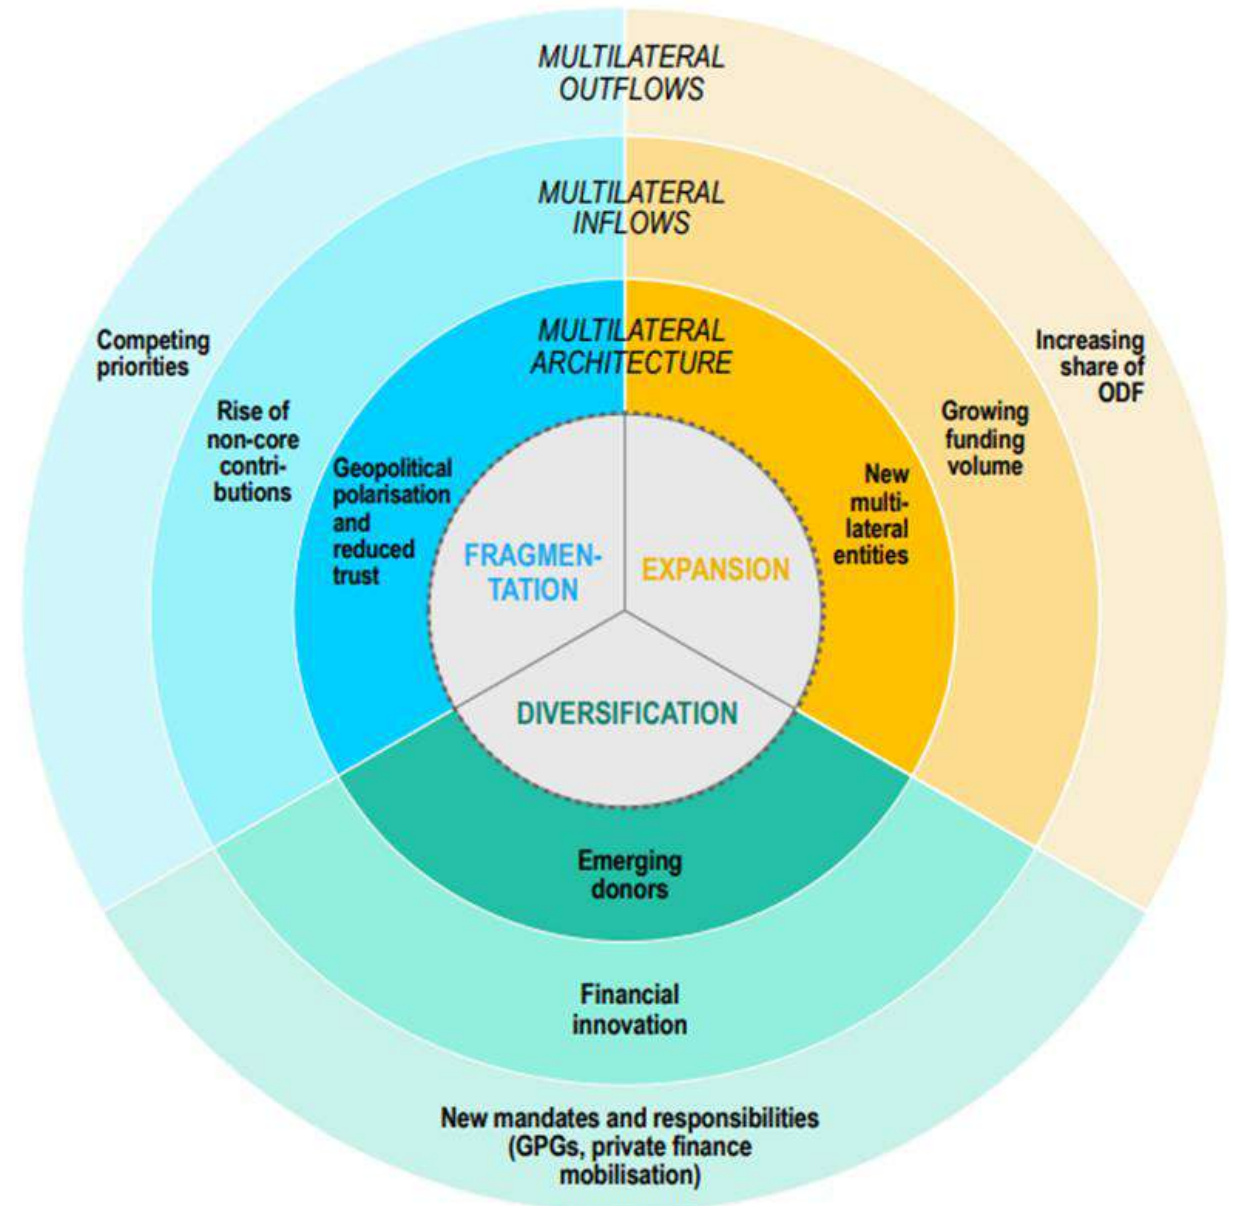 MULTILATERAL
OUTFLOWS
MULTILATERAL
INFLOWS
MULTILATERAL
ARCHITECTURE
Competing
priorities
Rise of
non-core
contri-
butions
Geopolitical
polarisation
and
reduced
trust
FRAGMEN-
TATION
EXPANSION
DIVERSIFICATION
New
multi-
lateral
entities
Growing
funding
volume
Increasing
share of
ODF
Emerging
donors
Financial
innovation
New mandates and responsibilities
(GPGs, private finance
mobilisation)